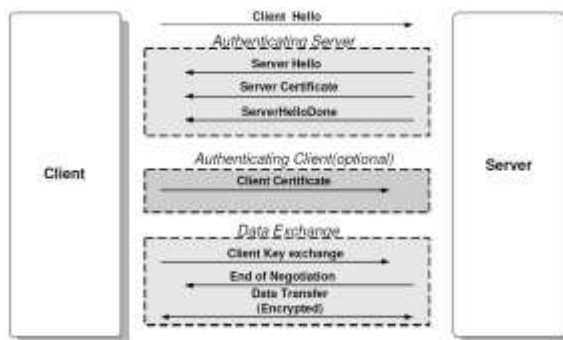 Client Hello
Authenticating Server
Server Hello
Server Certificate
ServerHelloDone
Client
Server
Authenticating Client(optional)
Client Certificate
Data Exchange
Client Key exchange
End of Negotiation
Data Transfer
(Encrypted)